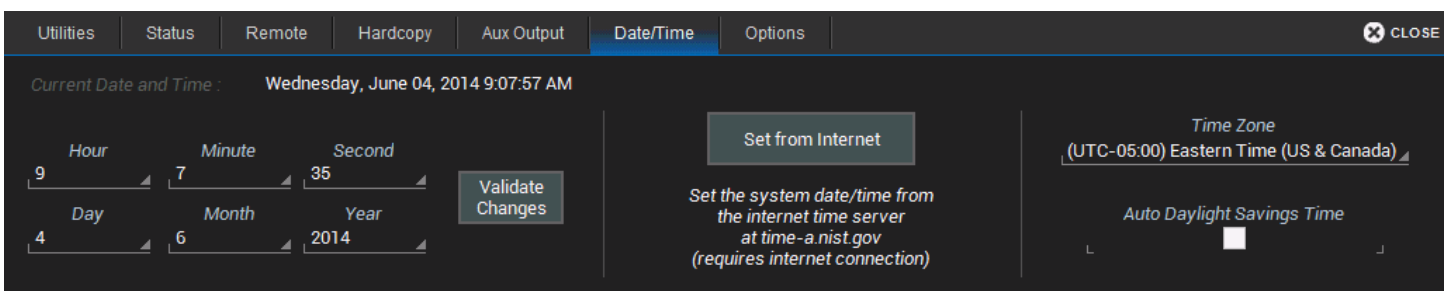 Utilities Status Remote Hardcopy Aux Output Date/Time Options CLOSE
Current Date and Time : Wednesday, June 04, 2014 9:07:57 AM
Hour Minute Second
9 7 35
Day Month Year
4 6 2014
Validate
Changes
Set from Internet
Set the system date/time from
the internet time server
at time-a.nist.gov
(requires internet connection)
Time Zone
(UTC-05:00) Eastern Time (US & Canada)
Auto Daylight Savings Time